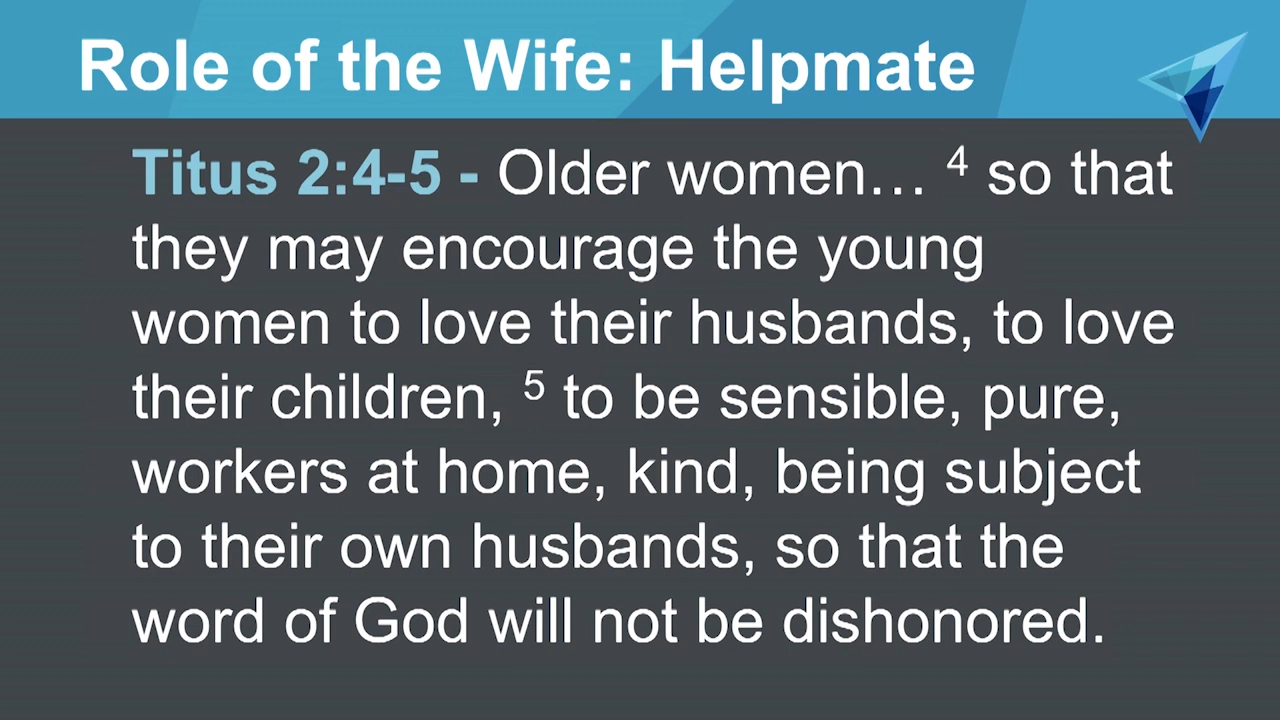 Role of the Wife: Helpmate
Titus 2:4-5 - Older women… ⁴ so that
they may encourage the young
women to love their husbands, to love
their children, ⁵ to be sensible, pure,
workers at home, kind, being subject
to their own husbands, so that the
word of God will not be dishonored.